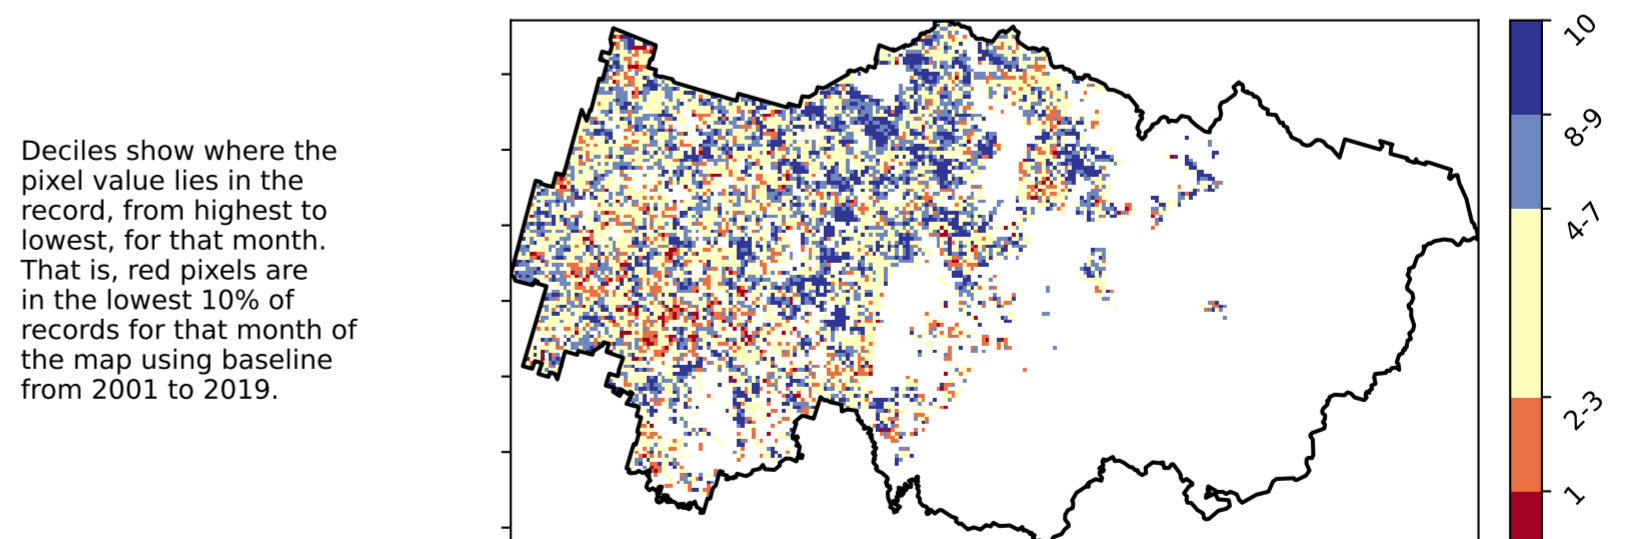 Deciles show where the
pixel value lies in the
record, from highest to
lowest, for that month.
That is, red pixels are
in the lowest 10% of
records for that month of
the map using baseline
from 2001 to 2019.
10
8-9
4-7
2-3
1